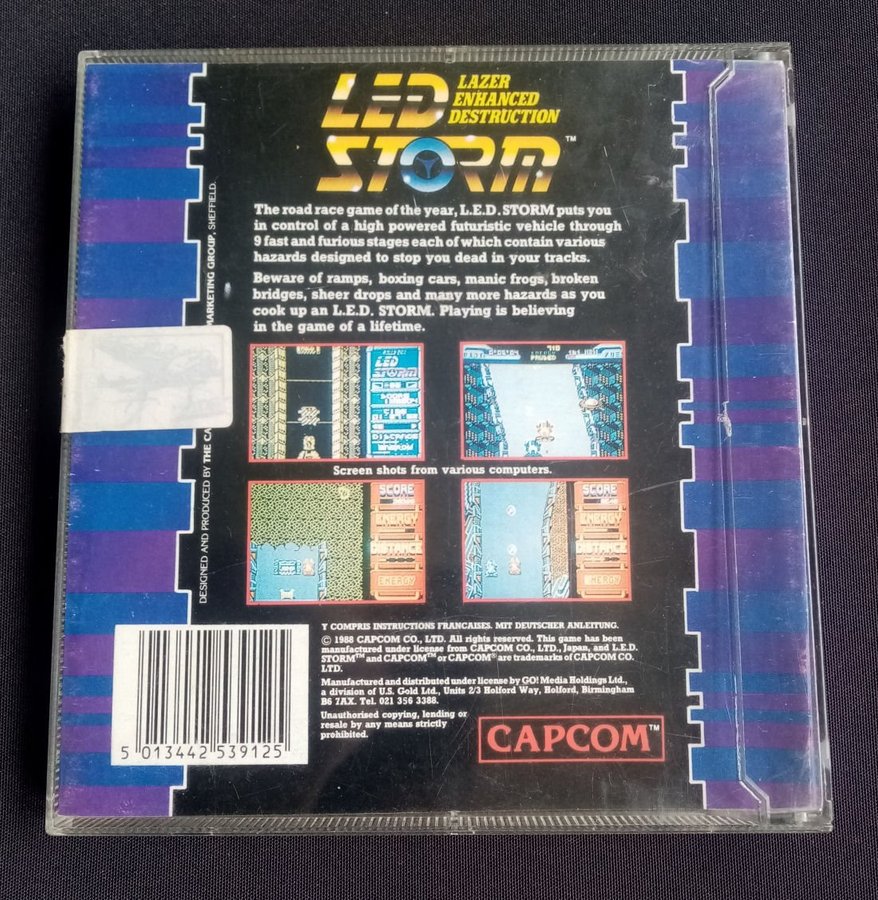 LED
LAZER
ENHANCED
DESTRUCTION
STORM™
The road race game of the year, L.E.D. STORM puts you
in control of a high powered futuristic vehicle through
9 fast and furious stages each of which contain various
hazards designed to stop you dead in your tracks.
Beware of ramps, boxing cars, manic frogs, broken
bridges, sheer drops and many more hazards as you
cook up an L.E.D. STORM. Playing is believing
in the game of a lifetime.
LED
STORM
SCORE
PAUSED
Screen shots from various computers.
SCORE
ENERGY
DISTANCE
ENERGY
SCORE
ENERGY
DISTANCE
ENERGY
DESIGNED AND PRODUCED BY THE CA
MARKETING GROUP, SHEFFIELD.
Y COMPRIS INSTRUCTIONS FRANCAISES. MIT DEUTSCHER ANLEITUNG.
© 1988 CAPCOM CO., LTD. All rights reserved. This game has been
manufactured under license from CAPCOM CO., LTD., Japan, and L.E.D.
STORM™ and CAPCOM™ or CAPCOM® are trademarks of CAPCOM CO.
LTD.
Manufactured and distributed under license by GO! Media Holdings Ltd.,
a division of U.S. Gold Ltd., Units 2/3 Holford Way, Holford, Birmingham
B6 7AX. Tel. 021 356 3388.
Unauthorised copying, lending or
resale by any means strictly
prohibited.
CAPCOM™
5 013442 539125